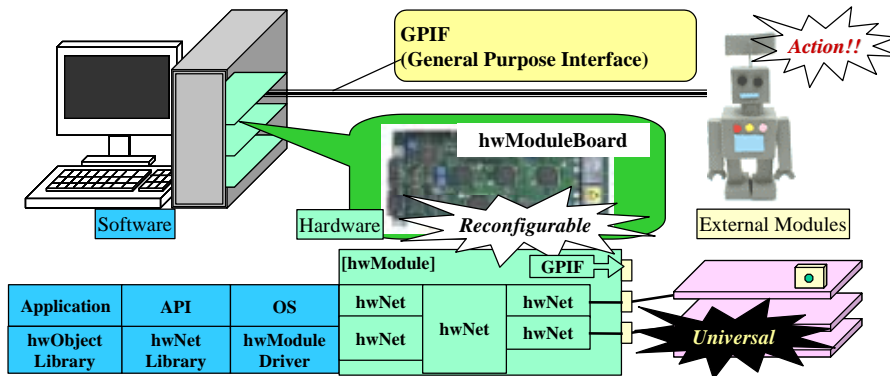 GPIF
(General Purpose Interface)
Action!!
hwModuleBoard
Software
Hardware
Reconfigurable
External Modules
[hwModule]
GPIF
Application
API
OS
hwNet
hwNet
hwNet
hwObject
Library
hwNet
Library
hwModule
Driver
hwNet
hwNet
Universal